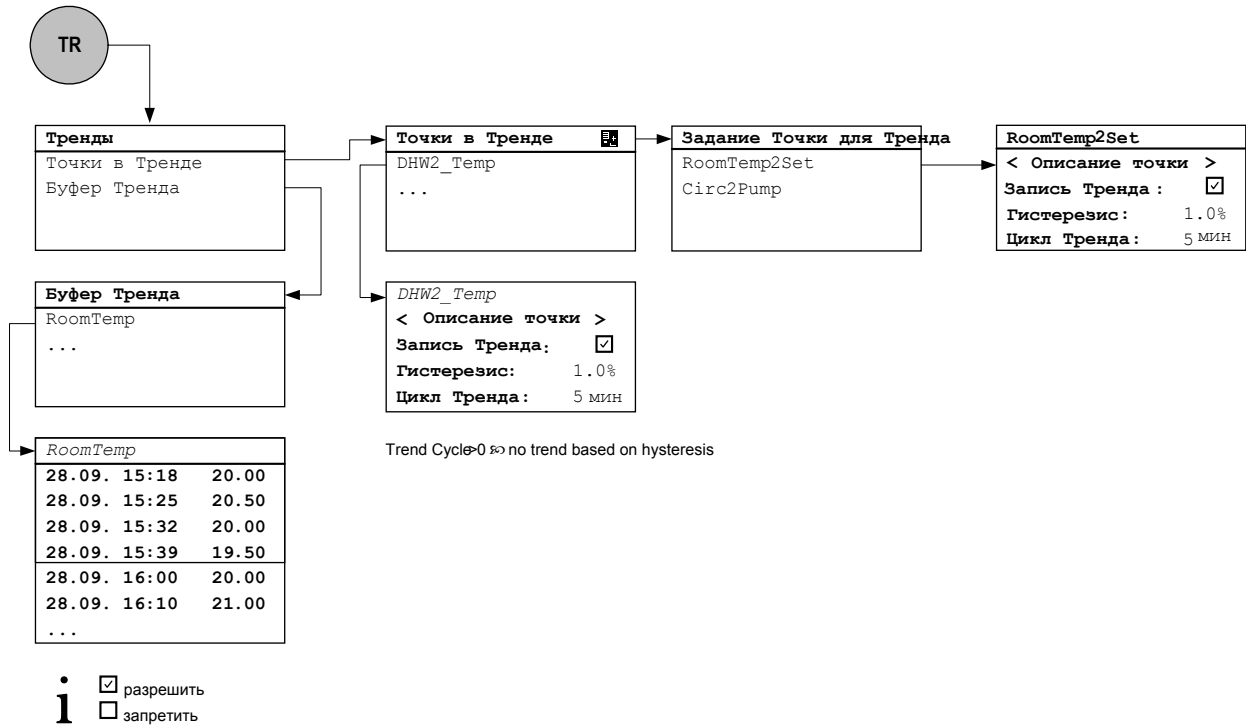 TR
Тренды
Точки в Тренде
Буфер Тренда
Точки в Тренде
DHW2_Temp
...
Задание Точки для Тренда
RoomTemp2Set
Circ2Pump
RoomTemp2Set
< Описание точки >
Запись Тренда :
Гистерезис: 1.0%
Цикл Тренда: 5 мин
Буфер Тренда
RoomTemp
...
DHW2_Temp
< Описание точки >
Запись Тренда:
Гистерезис: 1.0%
Цикл Тренда: 5 мин
Trend Cycle>0 no trend based on hysteresis
RoomTemp
28.09. 15:18 20.00
28.09. 15:25 20.50
28.09. 15:32 20.00
28.09. 15:39 19.50
28.09. 16:00 20.00
28.09. 16:10 21.00
...
i
разрешить
запретить